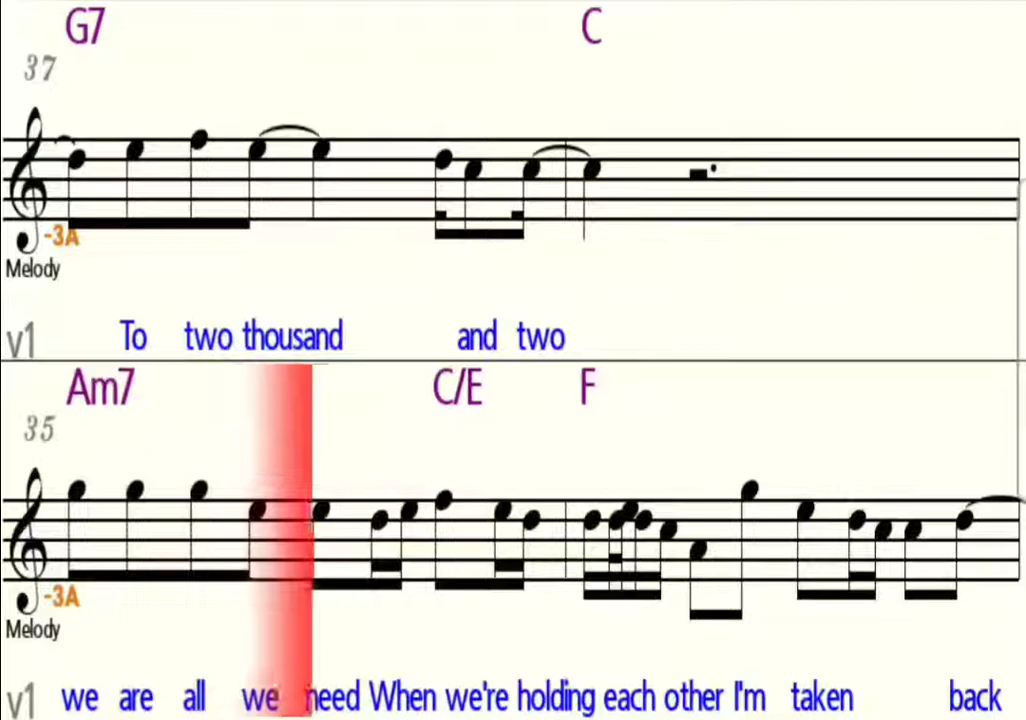 G7 C
37
-3A
Melody
v1 To two thousand and two
Am7 C/E F
35
-3A
Melody
v1 we are all we need When we're holding each other I'm taken back